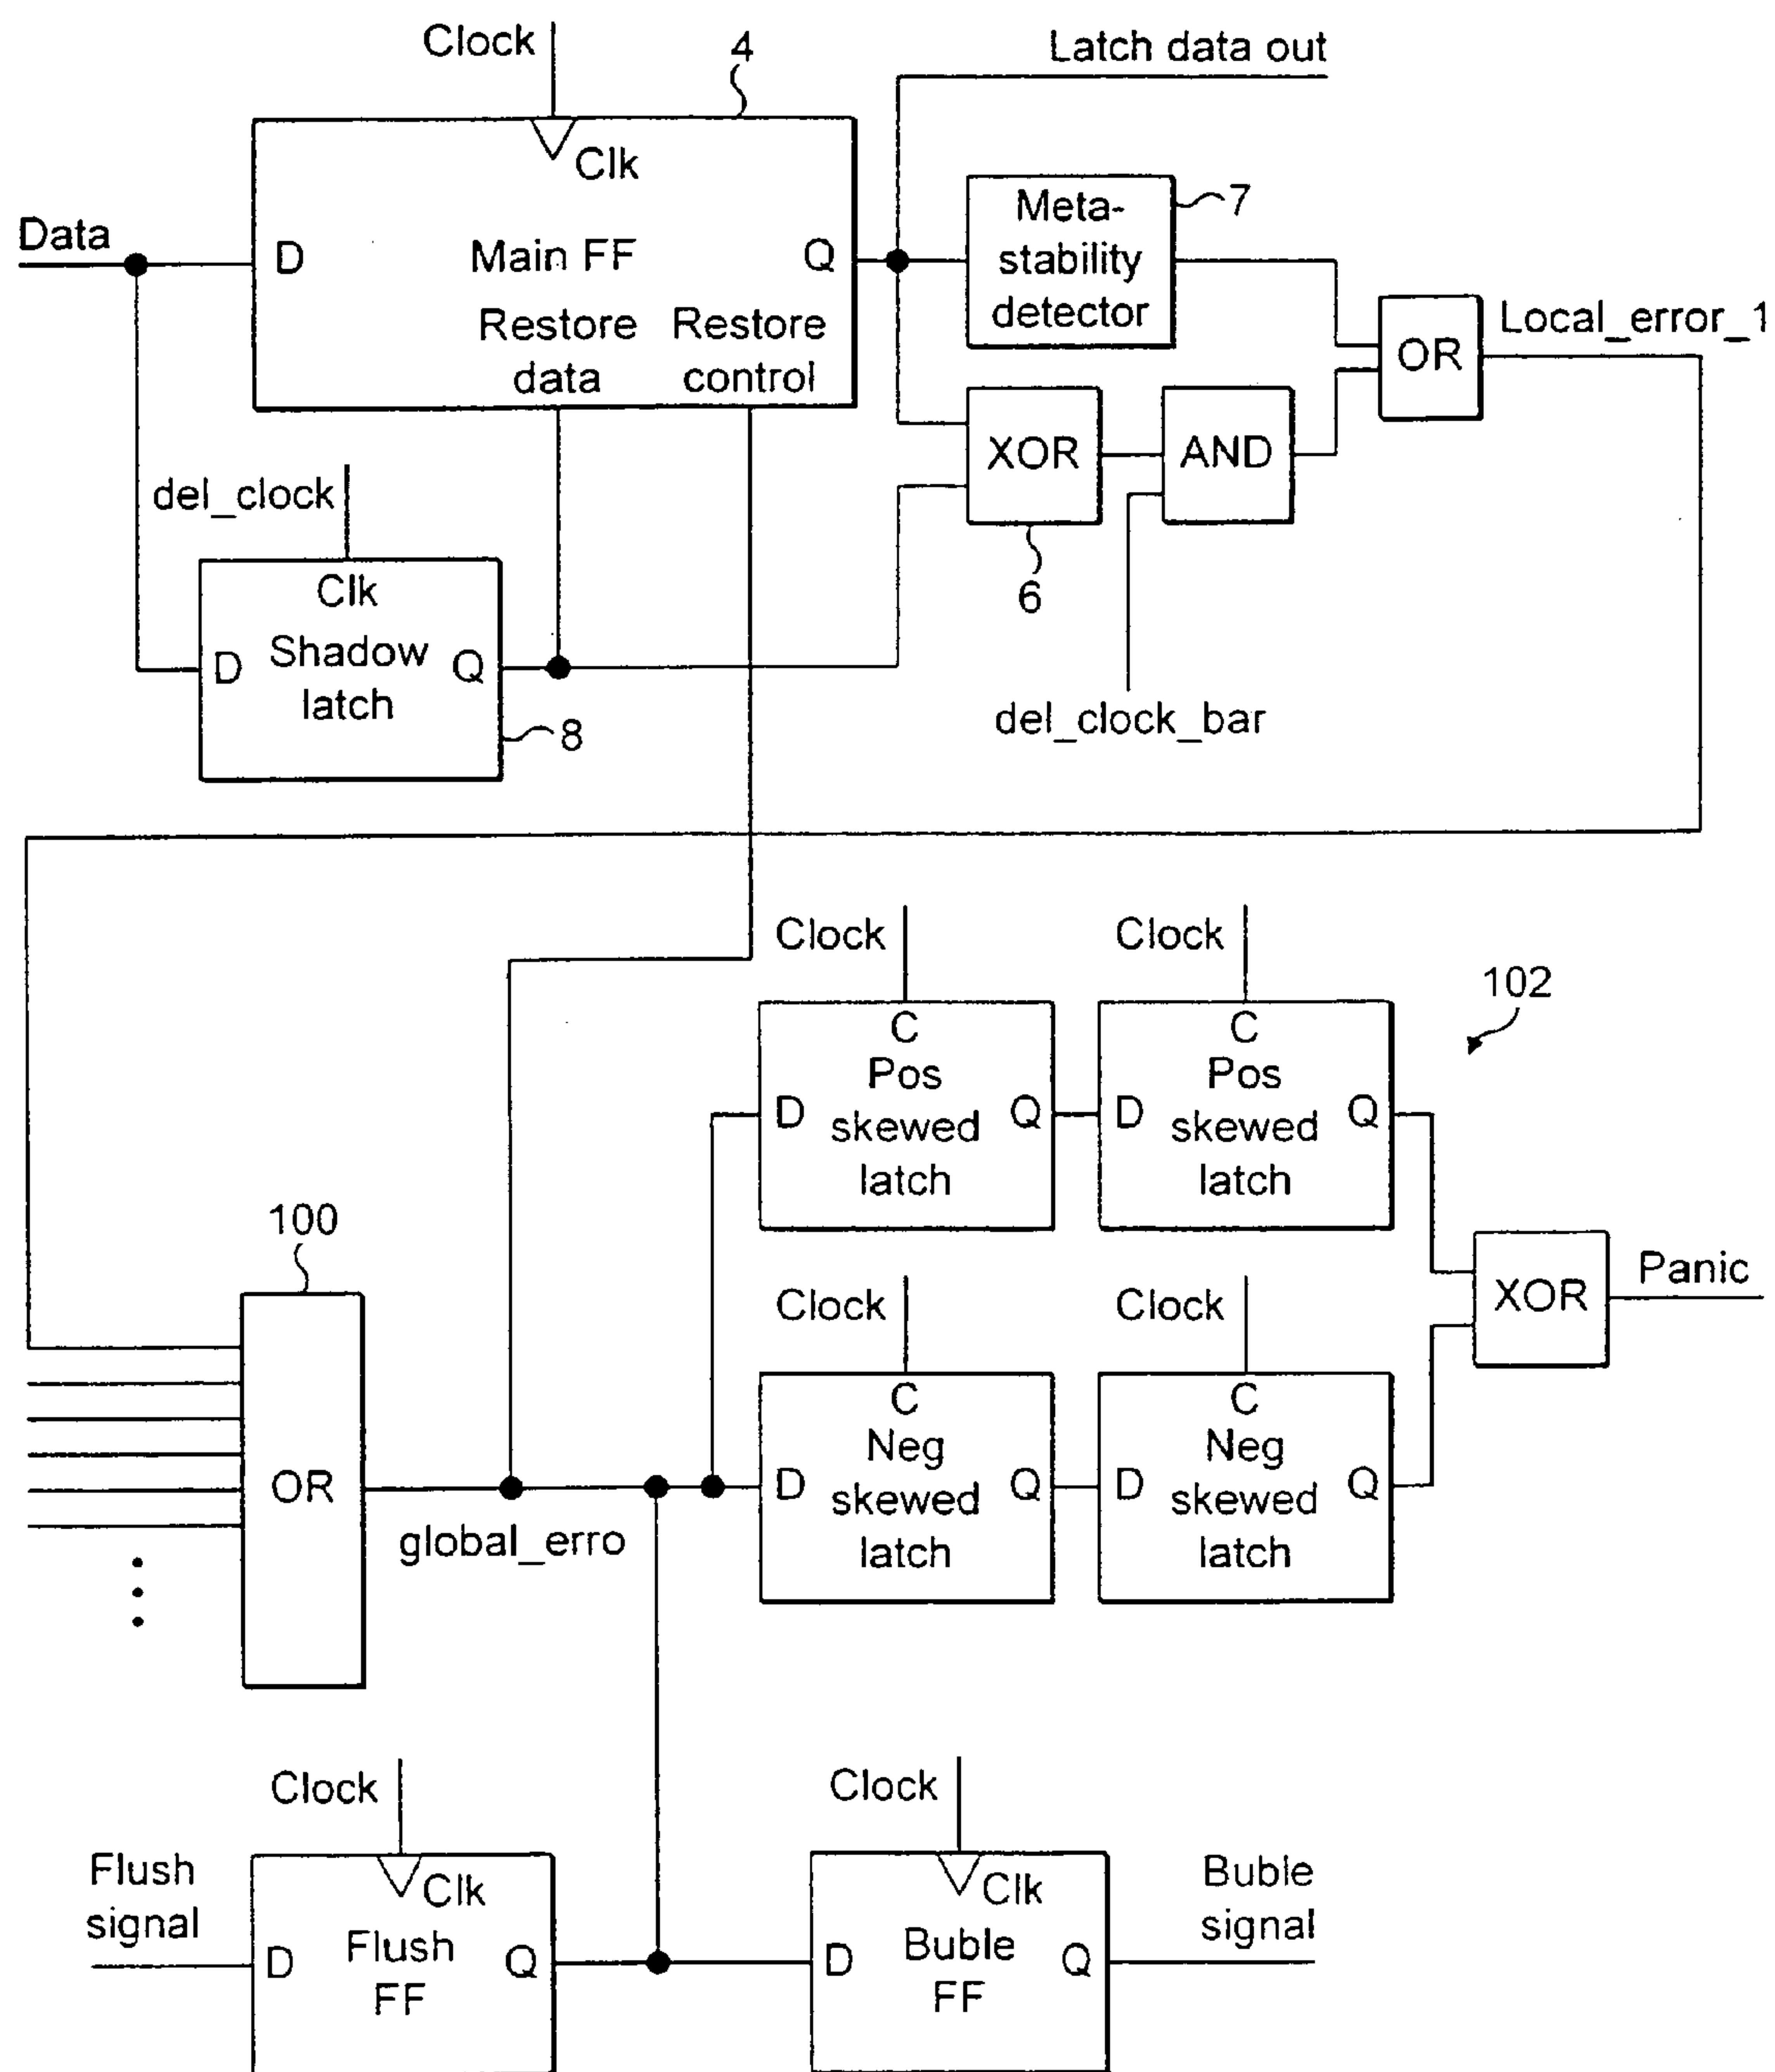 Clock
4
Latch data out
Clk
Meta-
stability
detector
7
Data
D
Main FF
Q
Restore
data
Restore
control
OR
Local_error_1
XOR
AND
6
del_clock
Clk
D
Shadow
latch
Q
8
del_clock_bar
Clock
Clock
102
C
Pos
skewed
latch
D
Q
C
Pos
skewed
latch
D
Q
100
Clock
Clock
XOR
Panic
C
Neg
skewed
latch
D
Q
C
Neg
skewed
latch
D
Q
OR
global_erro
Clock
Clock
Flush
signal
Clk
D
Flush
FF
Q
Clk
D
Buble
FF
Q
Buble
signal